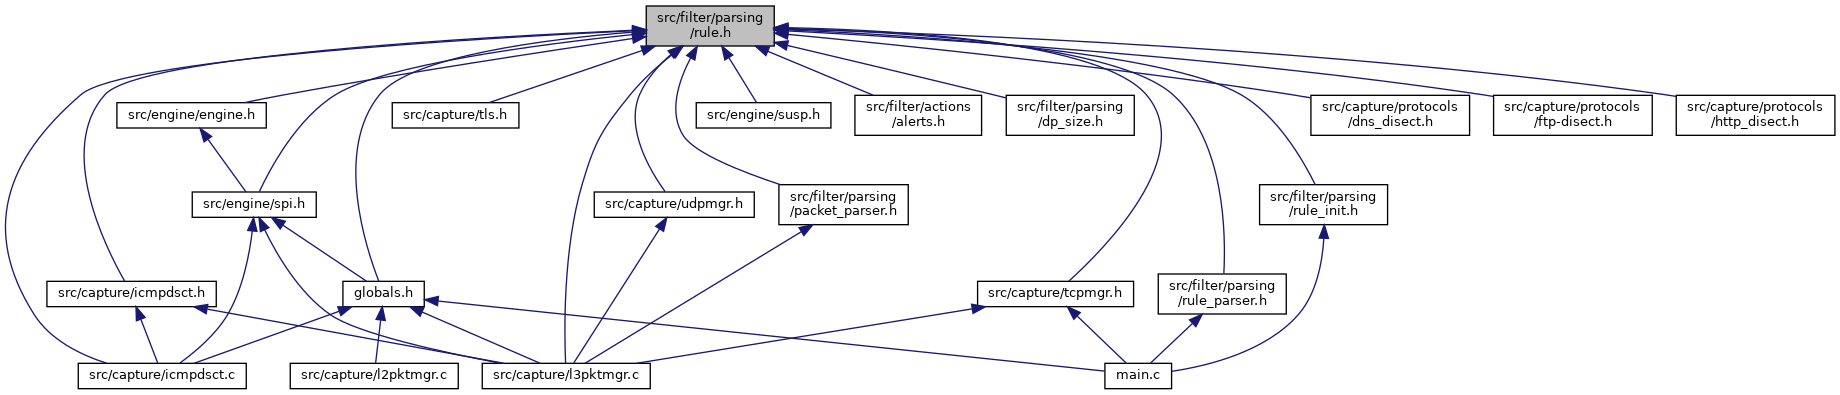 src/filter/parsing
/rule.h
src/engine/engine.h
src/capture/tls.h
src/engine/susp.h
src/filter/actions
/alerts.h
src/filter/parsing
/dp_size.h
src/capture/protocols
/dns_disect.h
src/capture/protocols
/ftp-disect.h
src/capture/protocols
/http_disect.h
src/engine/spi.h
src/capture/udpmgr.h
src/filter/parsing
/packet_parser.h
src/filter/parsing
/rule_init.h
src/capture/icmpdsct.h
globals.h
src/capture/tcpmgr.h
src/filter/parsing
/rule_parser.h
src/capture/icmpdsct.c
src/capture/l2pktmgr.c
src/capture/l3pktmgr.c
main.c